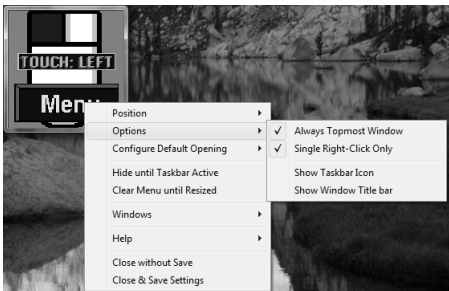 TOUCH: LEFT
Menu
Position
Options
Configure Default Opening
Hide until Taskbar Active
Clear Menu until Resized
Windows
Help
Close without Save
Close & Save Settings
Always Topmost Window
Single Right-Click Only
Show Taskbar Icon
Show Window Title bar